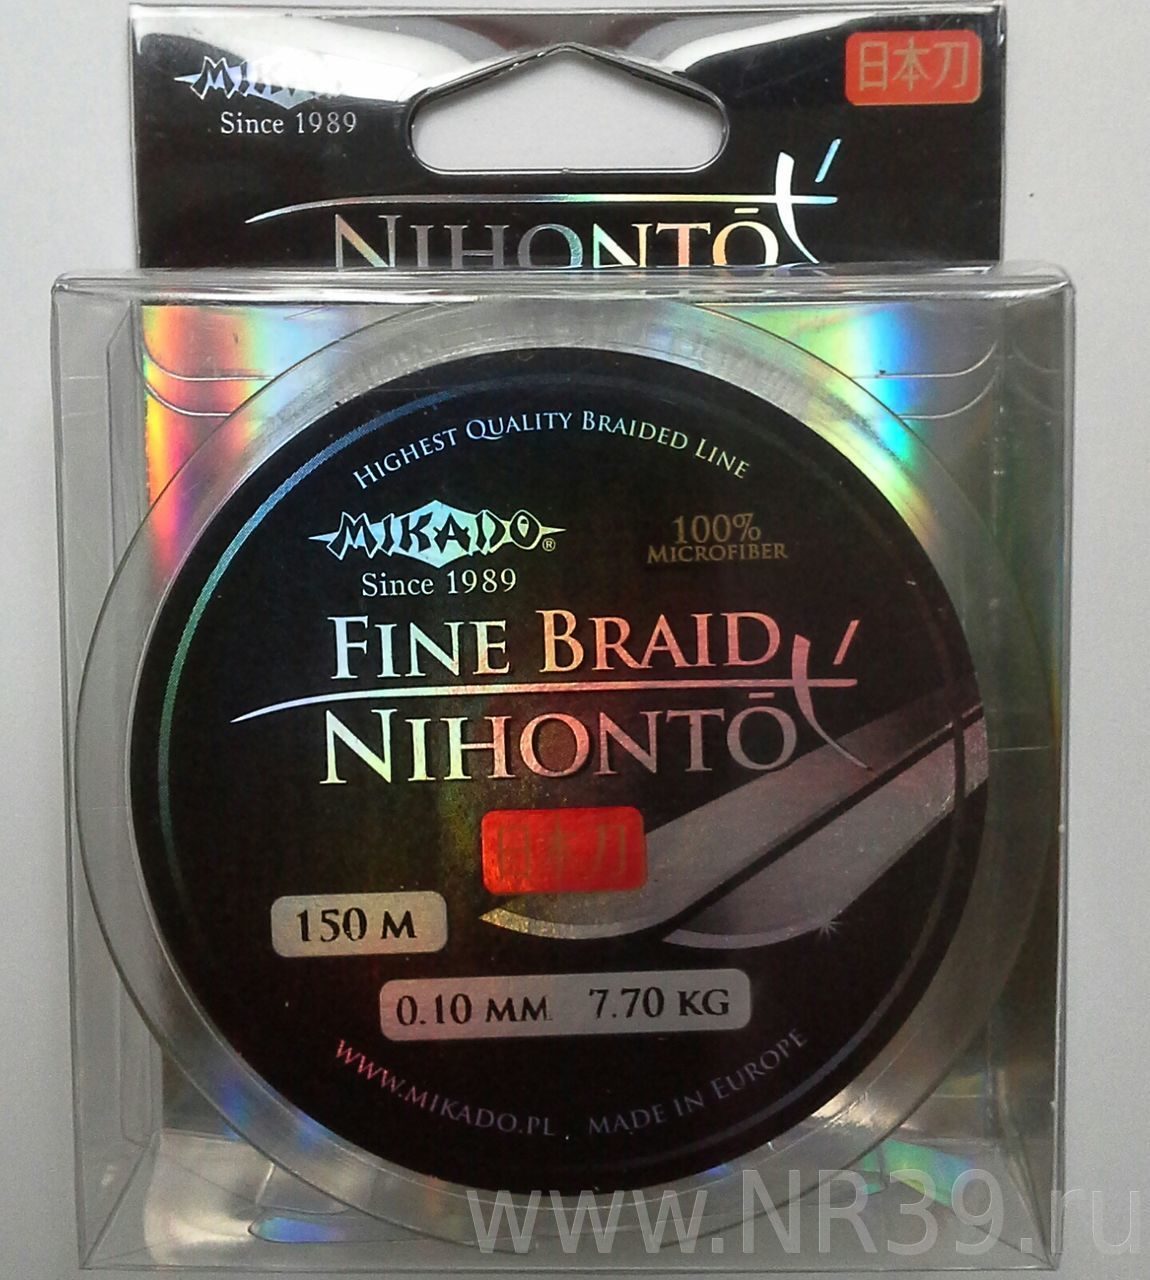 MIKADO
Since 1989
日本刀
NIHONTŌ
HIGHEST QUALITY BRAIDED LINE
MIKADO®
Since 1989
100%
MICROFIBER
FINE BRAID
NIHONTŌ
日本刀
150 M
0.10 MM 7.70 KG
WWW.MIKADO.PL
MADE IN EUROPE
www.NR39.ru